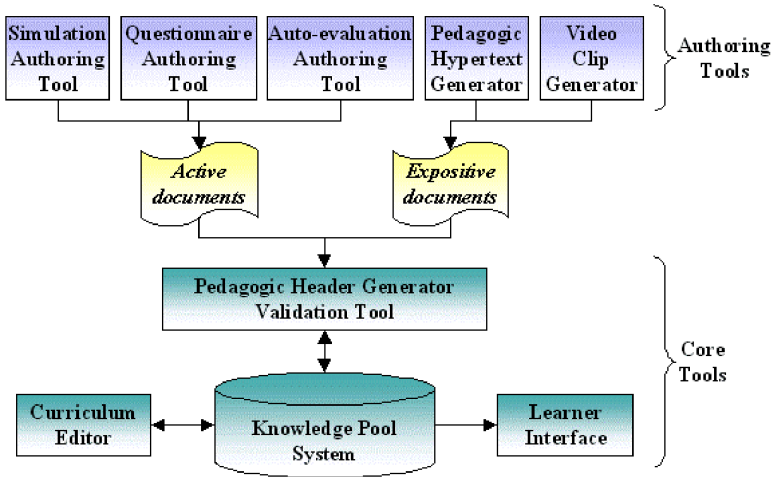 Simulation
Authoring
Tool
Questionnaire
Authoring
Tool
Auto-evaluation
Authoring
Tool
Pedagogic
Hypertext
Generator
Video
Clip
Generator
Authoring
Tools
Active
documents
Expositive
documents
Pedagogic Header Generator
Validation Tool
Core
Tools
Curriculum
Editor
Knowledge Pool
System
Learner
Interface